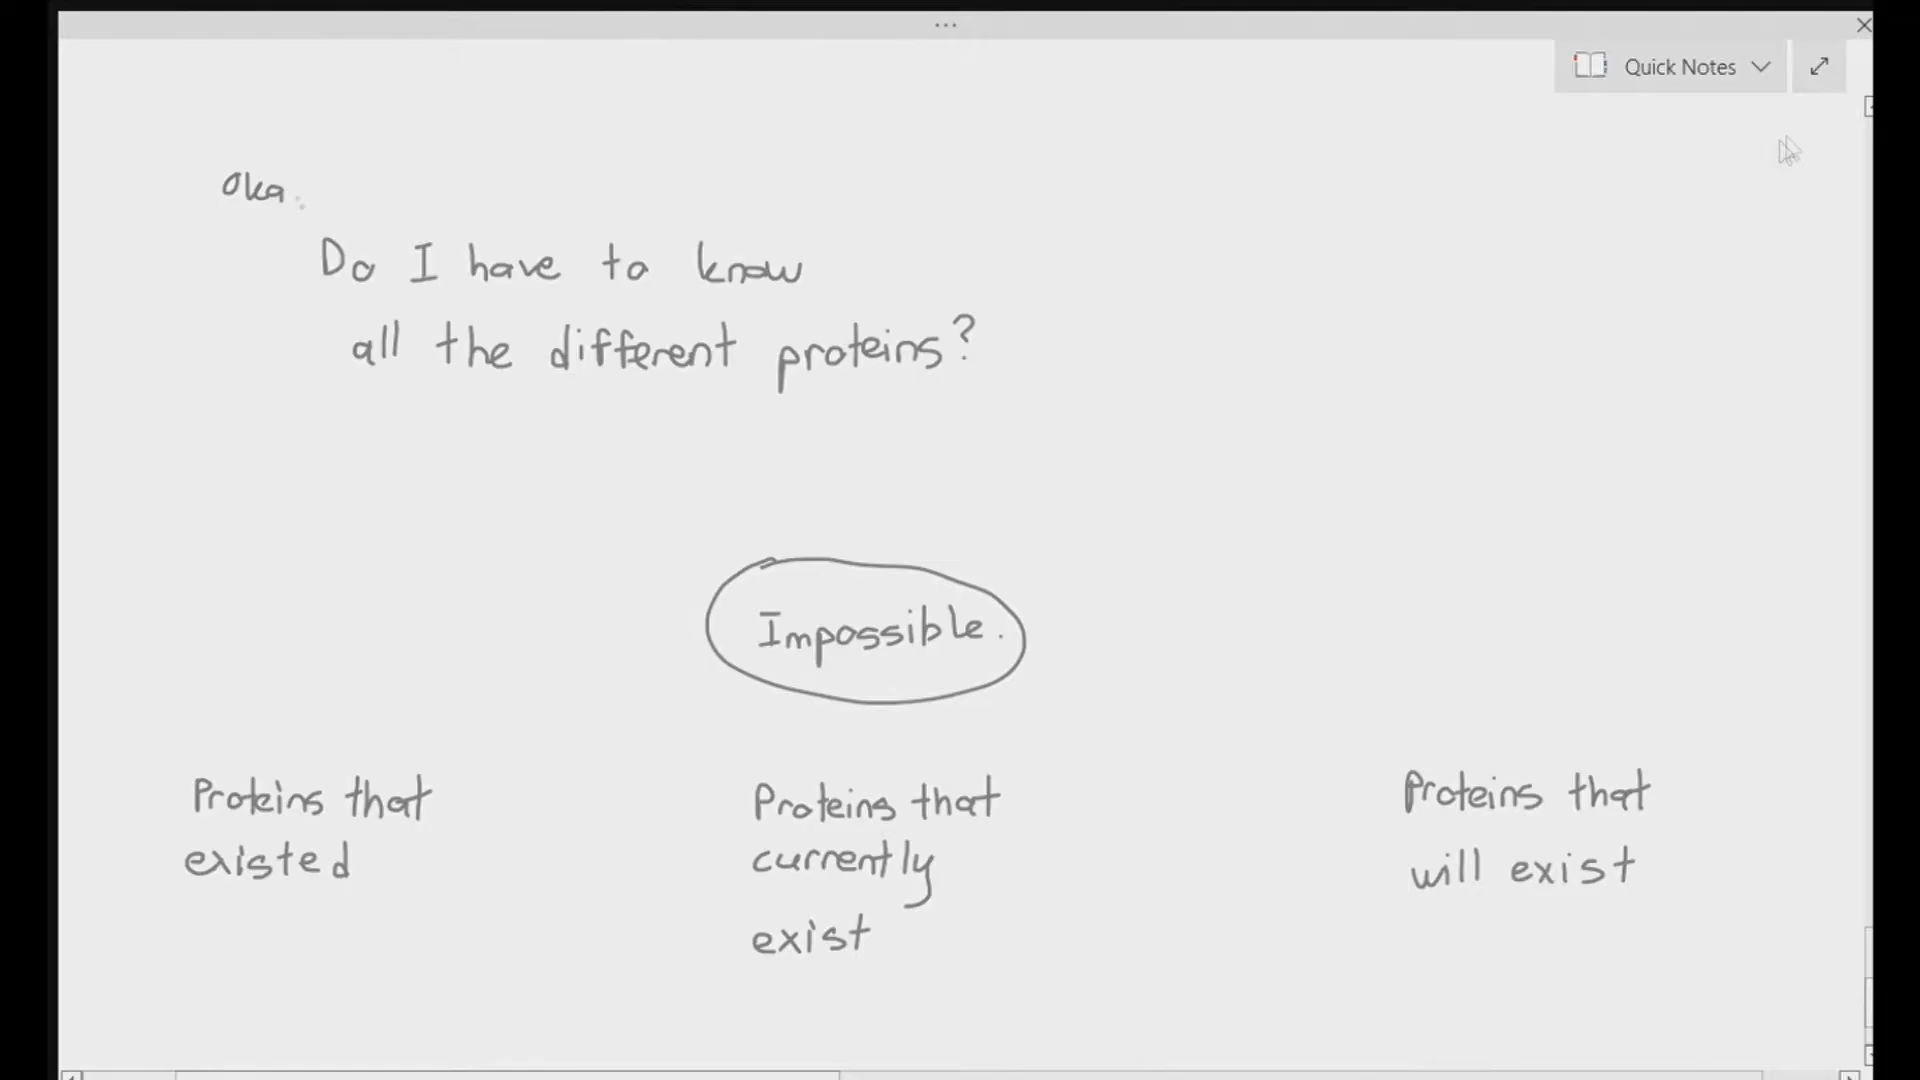 ...
Quick Notes
Oka
Do I have to know
all the different proteins?
Impossible.
Proteins that
existed
Proteins that
currently
exist
Proteins that
will exist